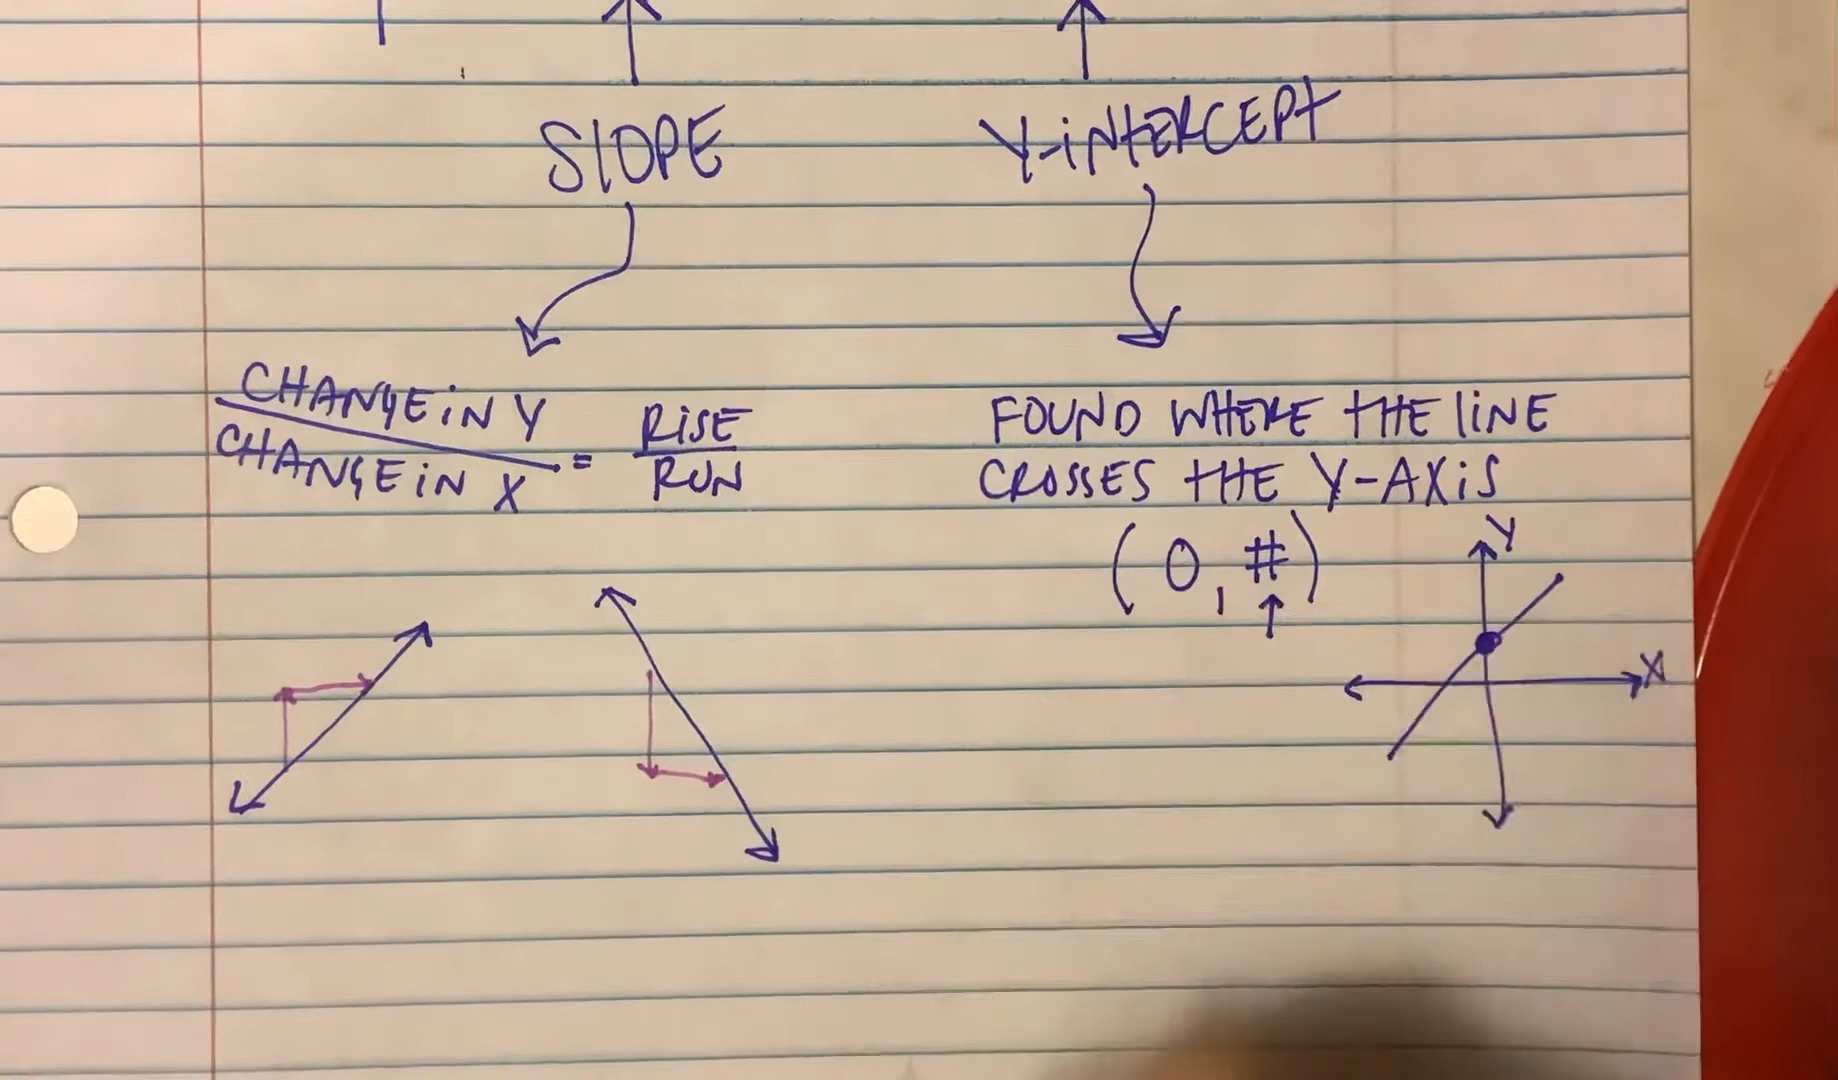 SLOPE
Y-INTERCEPT
CHANGE IN Y
CHANGE IN X
=
RISE
RUN
FOUND WHERE THE LINE
CROSSES THE Y-AXIS
(0, #)
Y
X